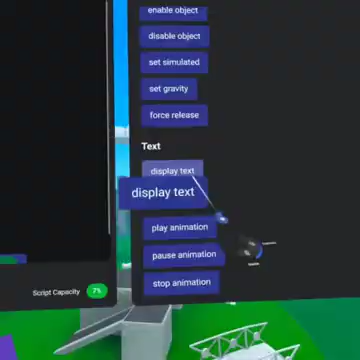 enable object
disable object
set simulated
set gravity
force release
Text
display text
display text
play animation
pause animation
stop animation
Script Capacity 7%